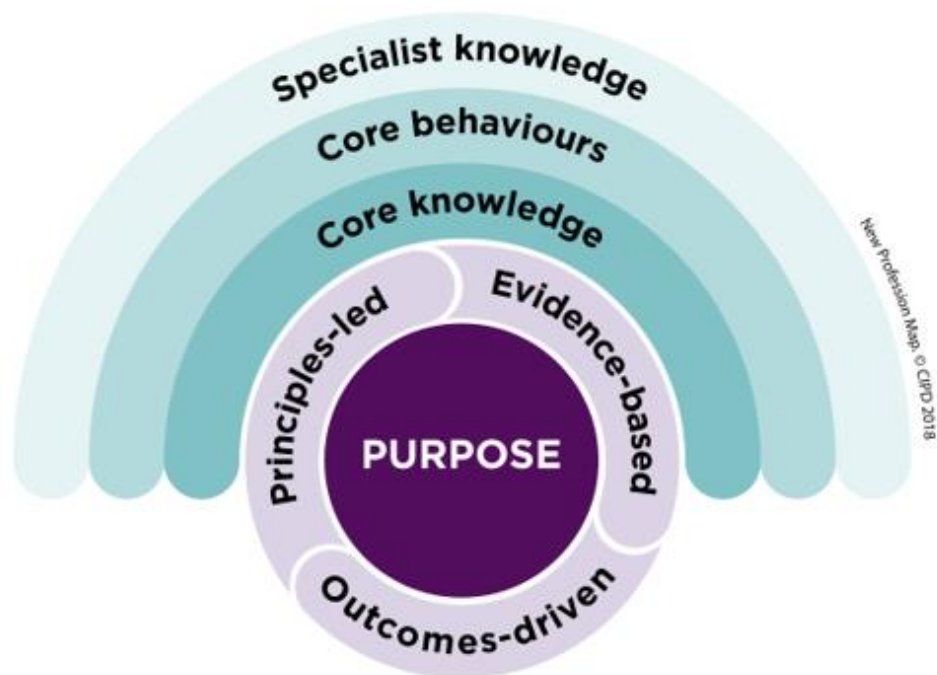 Specialist knowledge
Core behaviours
Core knowledge
Principles-led
Evidence-based
PURPOSE
Outcomes-driven
New Profession Map. © CIPD 2018